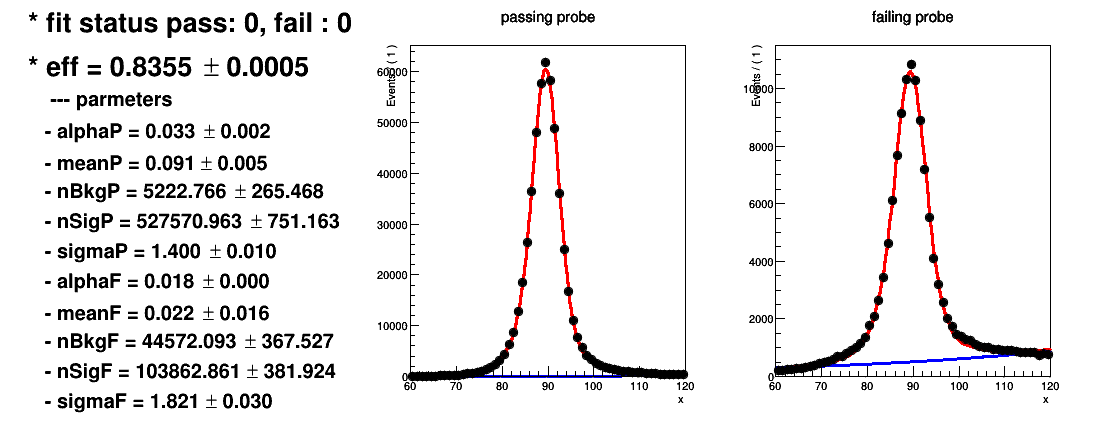 * fit status pass: 0, fail : 0
* eff = 0.8355 ± 0.0005
--- parmeters
- alphaP = 0.033 ± 0.002
- meanP = 0.091 ± 0.005
- nBkgP = 5222.766 ± 265.468
- nSigP = 527570.963 ± 751.163
- sigmaP = 1.400 ± 0.010
- alphaF = 0.018 ± 0.000
- meanF = 0.022 ± 0.016
- nBkgF = 44572.093 ± 367.527
- nSigF = 103862.861 ± 381.924
- sigmaF = 1.821 ± 0.030
passing probe
Events / ( 1 )
60000
50000
40000
30000
20000
10000
0
60 70 80 90 100 110 120
x
failing probe
Events / ( 1 )
10000
8000
6000
4000
2000
0
60 70 80 90 100 110 120
x